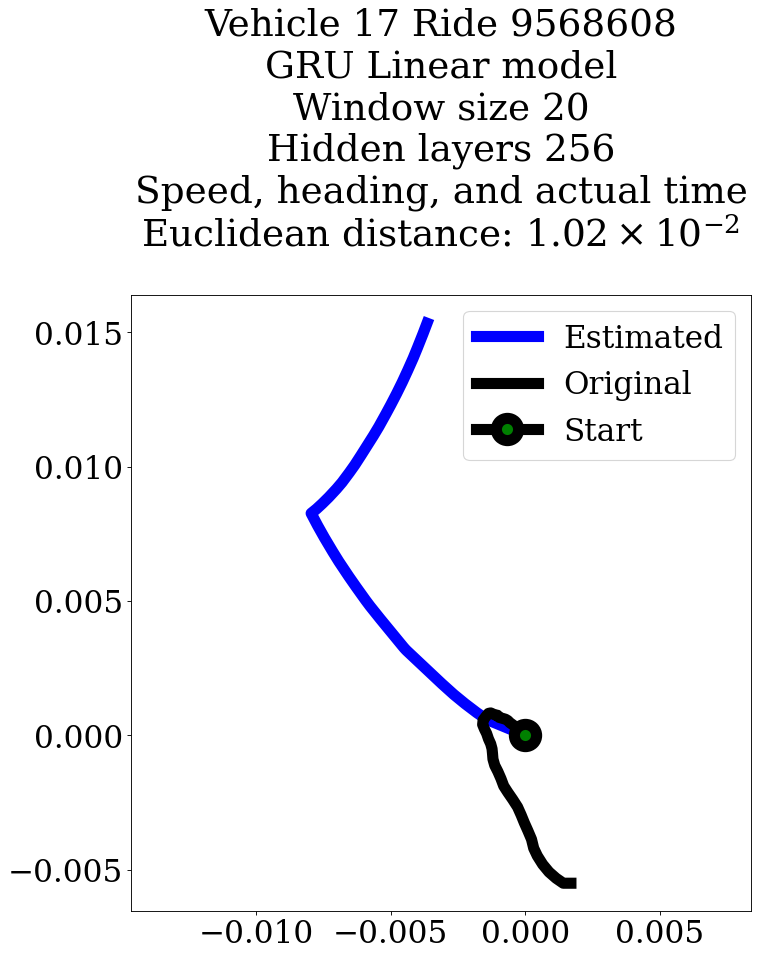 Vehicle 17 Ride 9568608
GRU Linear model
Window size 20
Hidden layers 256
Speed, heading, and actual time
Euclidean distance: 1.02 × 10⁻²
Estimated
Original
Start
0.015
0.010
0.005
0.000
−0.005
−0.010 −0.005 0.000 0.005